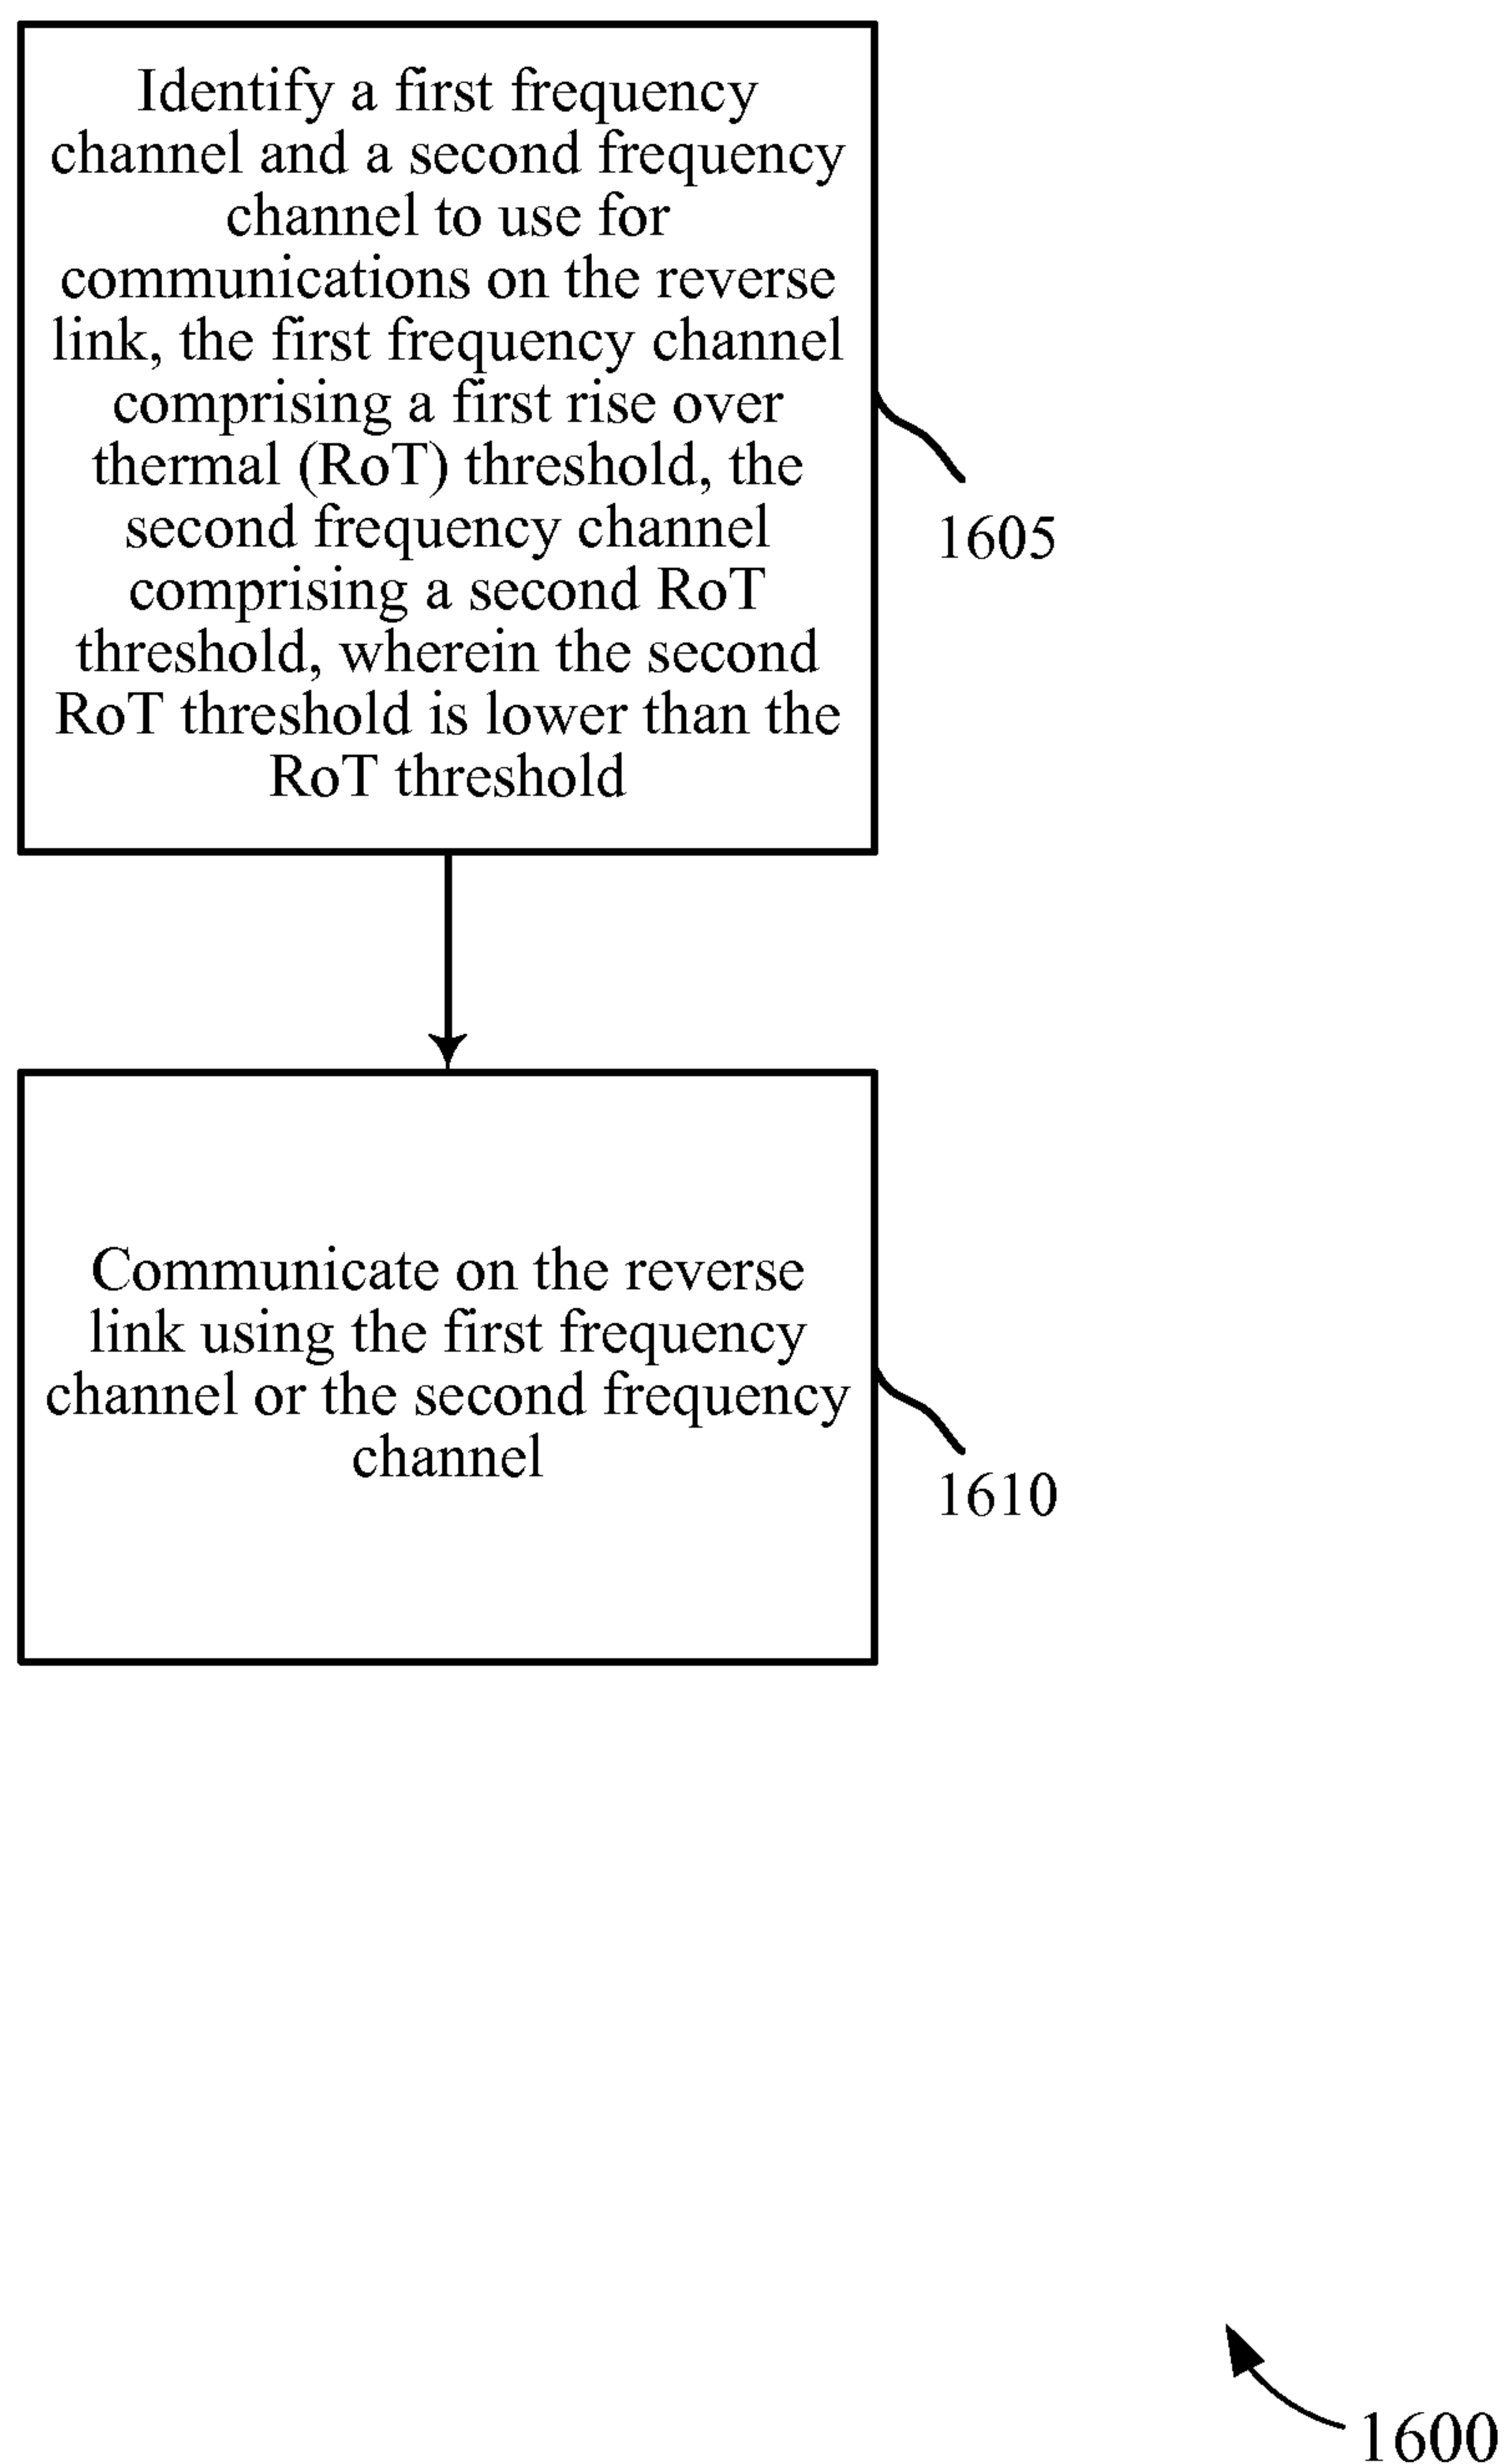 Identify a first frequency
channel and a second frequency
channel to use for
communications on the reverse
link, the first frequency channel
comprising a first rise over
thermal (RoT) threshold, the
second frequency channel
comprising a second RoT
threshold, wherein the second
RoT threshold is lower than the
RoT threshold
1605
Communicate on the reverse
link using the first frequency
channel or the second frequency
channel
1610
1600